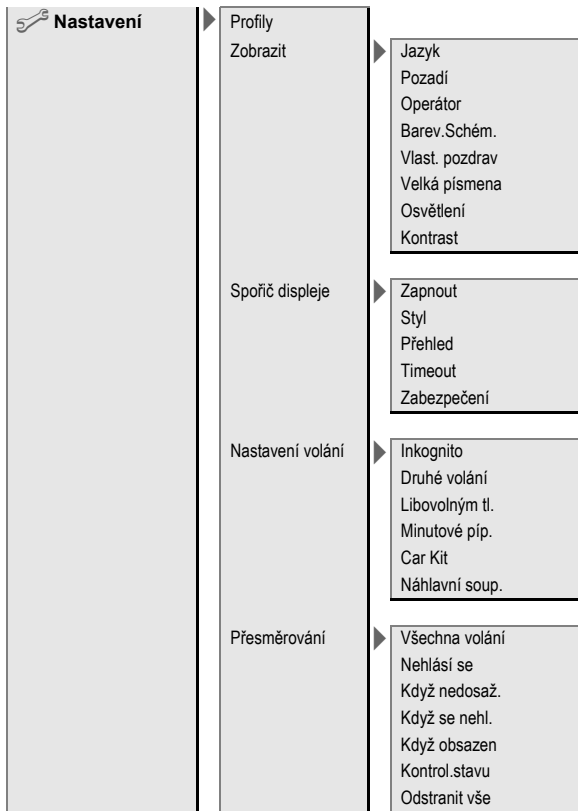 Nastavení
Profily
Zobrazit
Jazyk
Pozadí
Operátor
Barev.Schém.
Vlast. pozdrav
Velká písmena
Osvětlení
Kontrast
Spořič displeje
Zapnout
Styl
Přehled
Timeout
Zabezpečení
Nastavení volání
Inkognito
Druhé volání
Libovolným tl.
Minutové píp.
Car Kit
Náhlavní soup.
Přesměrování
Všechna volání
Nehlásí se
Když nedosaž.
Když se nehl.
Když obsazen
Kontrol.stavu
Odstranit vše